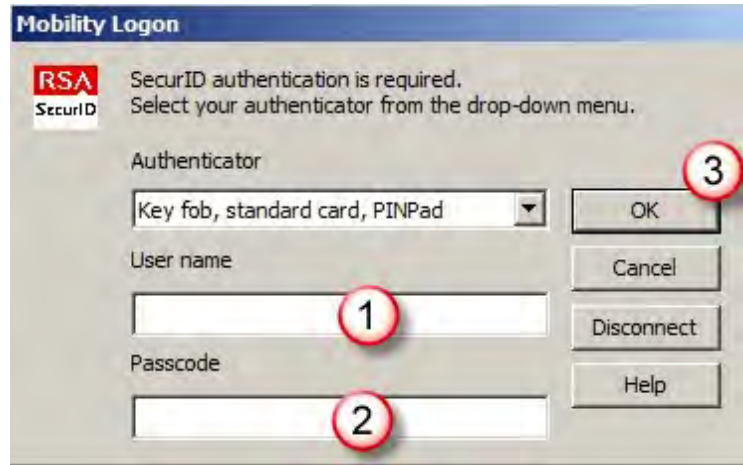 Mobility Logon
RSA
SecurID
SecurID authentication is required.
Select your authenticator from the drop-down menu.
Authenticator
3
Key fob, standard card, PINPad
OK
User name
Cancel
1
Disconnect
Passcode
Help
2